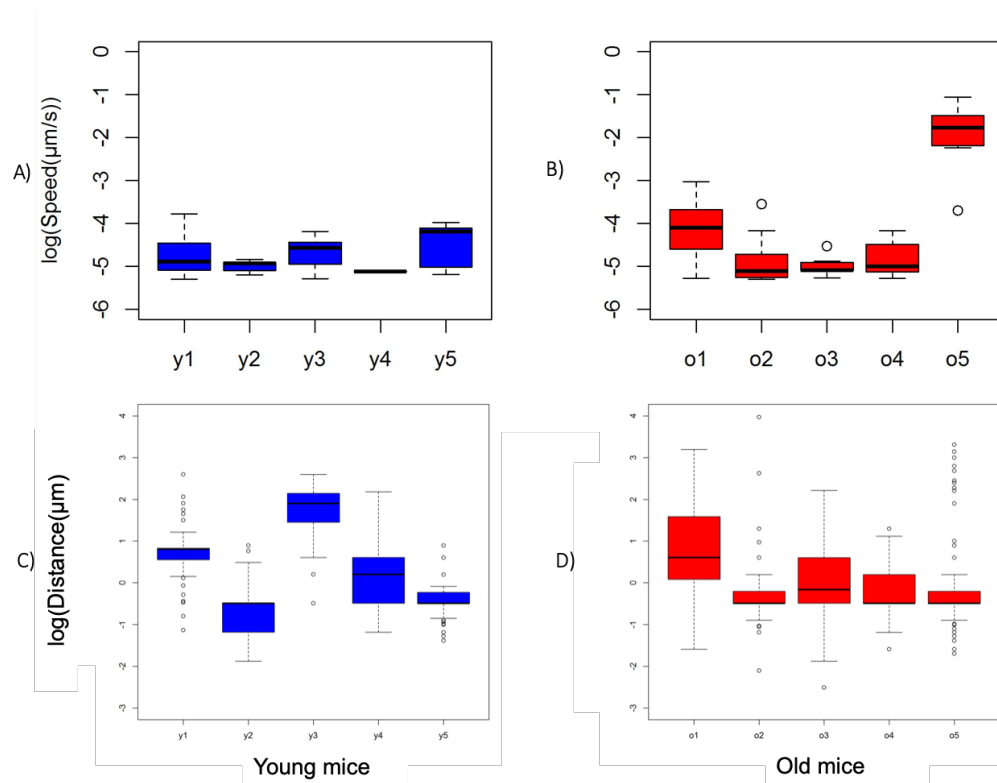 A)
log(Speed(μm/s))
0
-1
-2
-3
-4
-5
-6
y1 y2 y3 y4 y5
B)
0
-1
-2
-3
-4
-5
-6
o1 o2 o3 o4 o5
C)
log(Distance(μm)
4
3
2
1
0
-1
-2
-3
y1 y2 y3 y4 y5
Young mice
D)
4
3
2
1
0
-1
-2
-3
o1 o2 o3 o4 o5
Old mice